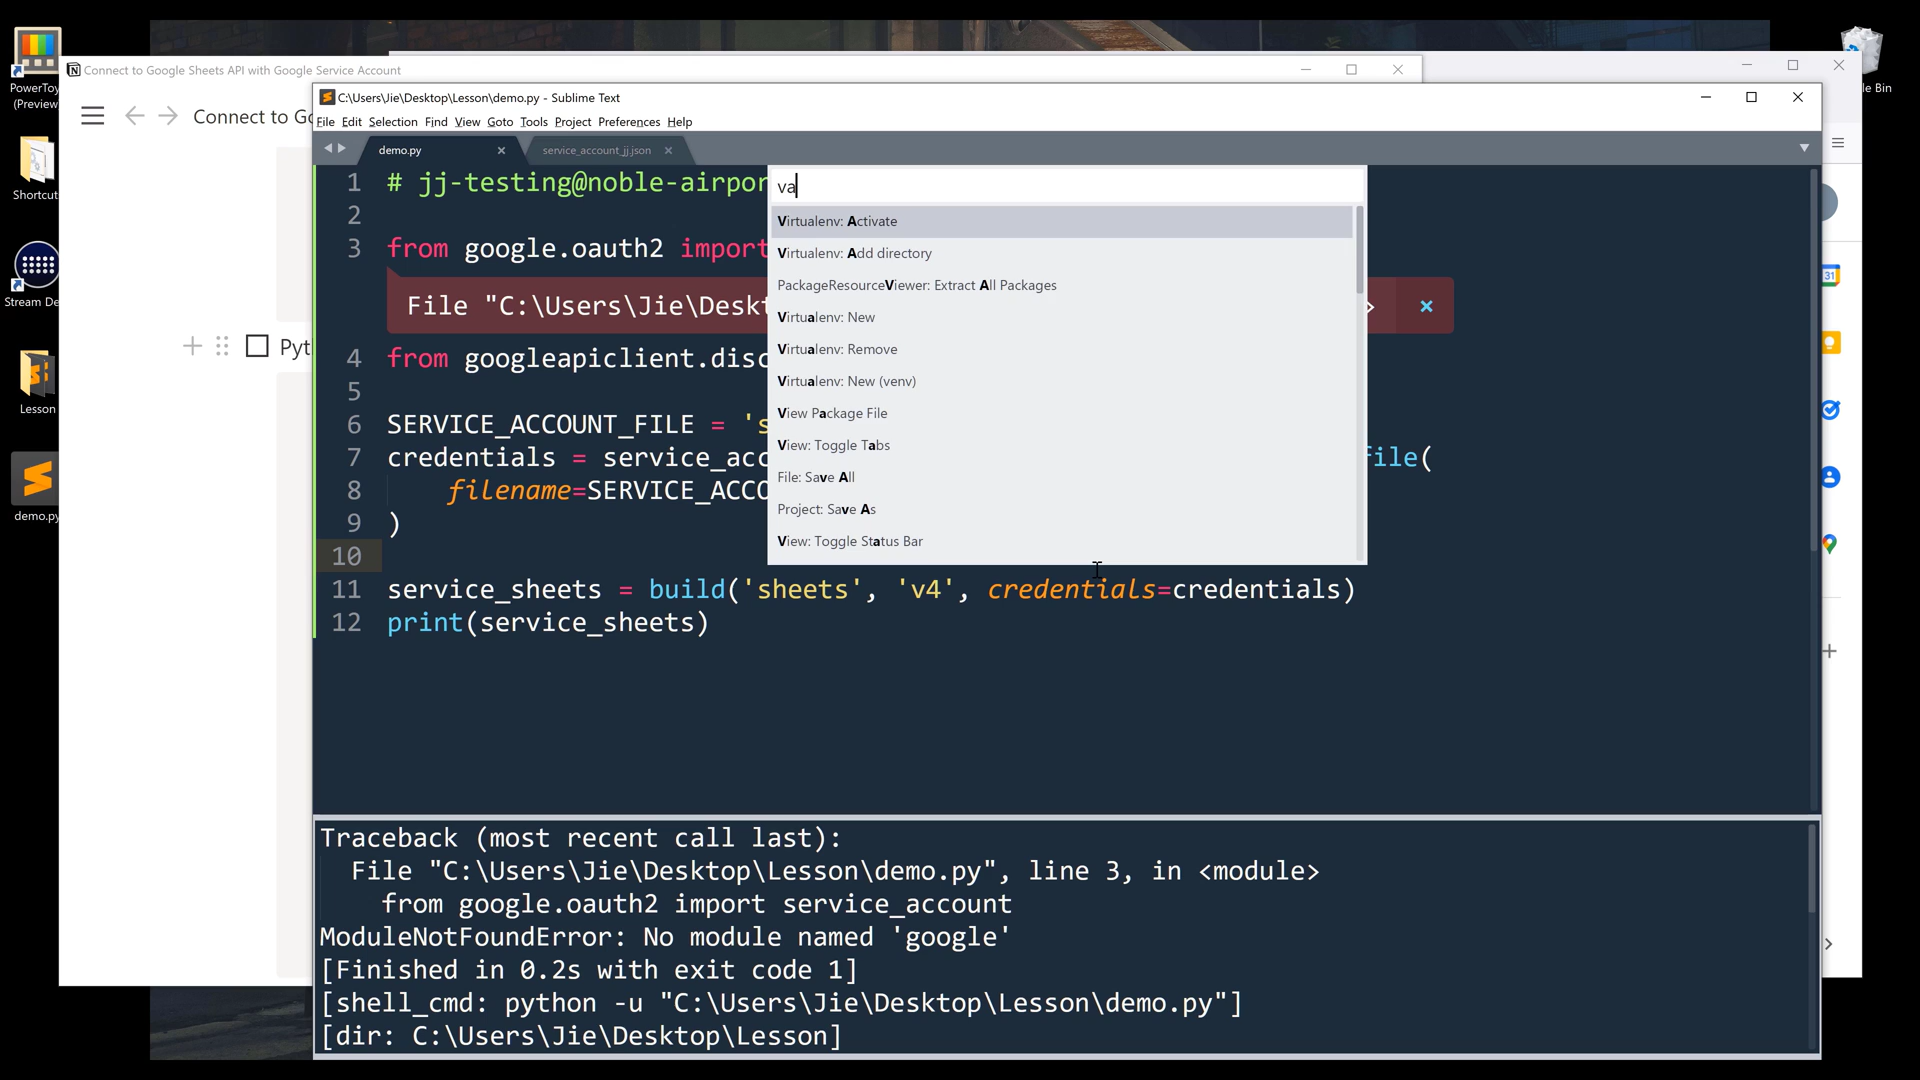 PowerToy
(Preview)
Shortcut
Stream De
Lesson
demo.py
le Bin
Connect to Google Sheets API with Google Service Account
Connect to Go
Pyt
C:\Users\Jie\Desktop\Lesson\demo.py - Sublime Text
File Edit Selection Find View Goto Tools Project Preferences Help
demo.py
service_account_jj.json
va
Virtualenv: Activate
Virtualenv: Add directory
PackageResourceViewer: Extract All Packages
Virtualenv: New
Virtualenv: Remove
Virtualenv: New (venv)
View Package File
View: Toggle Tabs
File: Save All
Project: Save As
View: Toggle Status Bar
1 # jj-testing@noble-airpor
2
3 from google.oauth2 import
File "C:\Users\Jie\Deskt > ×
4 from googleapiclient.disc
5
6 SERVICE_ACCOUNT_FILE = 's
7 credentials = service_acc file(
8 filename=SERVICE_ACCO
9 )
10
11 service_sheets = build('sheets', 'v4', credentials=credentials)
12 print(service_sheets)
Traceback (most recent call last):
File "C:\Users\Jie\Desktop\Lesson\demo.py", line 3, in <module>
from google.oauth2 import service_account
ModuleNotFoundError: No module named 'google'
[Finished in 0.2s with exit code 1]
[shell_cmd: python -u "C:\Users\Jie\Desktop\Lesson\demo.py"]
[dir: C:\Users\Jie\Desktop\Lesson]
31